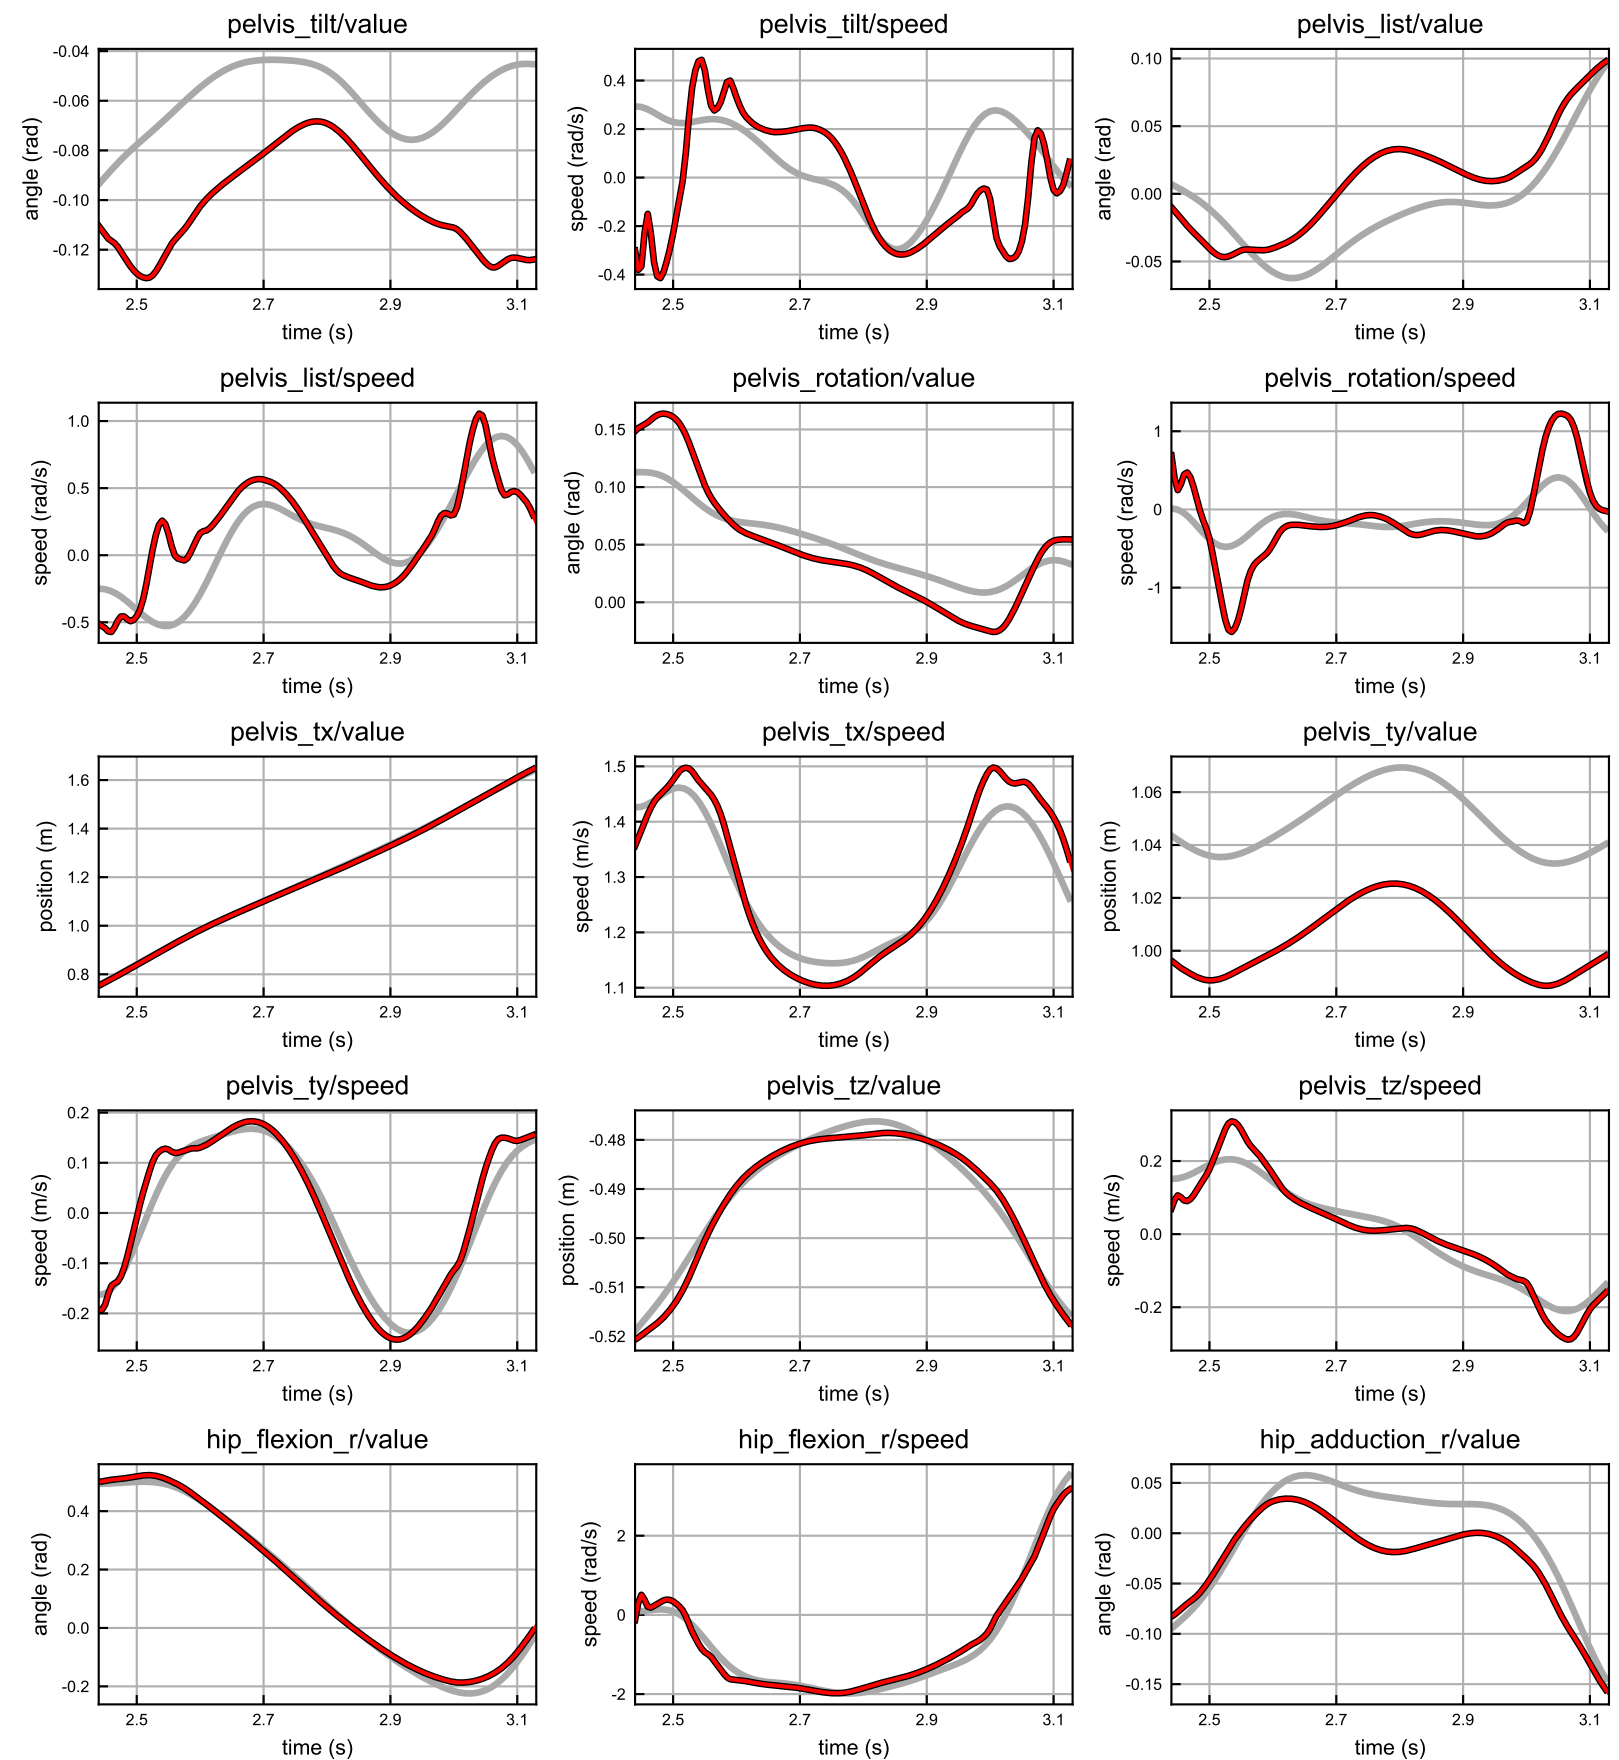 pelvis_tilt/value
pelvis_tilt/speed
pelvis_list/value
-0.04
-0.06
-0.08
-0.10
-0.12
angle (rad)
2.5 2.7 2.9 3.1
time (s)
0.4
0.2
0.0
-0.2
-0.4
speed (rad/s)
2.5 2.7 2.9 3.1
time (s)
0.10
0.05
0.00
-0.05
angle (rad)
2.5 2.7 2.9 3.1
time (s)
pelvis_list/speed
pelvis_rotation/value
pelvis_rotation/speed
1.0
0.5
0.0
-0.5
speed (rad/s)
2.5 2.7 2.9 3.1
time (s)
0.15
0.10
0.05
0.00
angle (rad)
2.5 2.7 2.9 3.1
time (s)
1
0
-1
speed (rad/s)
2.5 2.7 2.9 3.1
time (s)
pelvis_tx/value
pelvis_tx/speed
pelvis_ty/value
1.6
1.4
1.2
1.0
0.8
position (m)
2.5 2.7 2.9 3.1
time (s)
1.5
1.4
1.3
1.2
1.1
speed (m/s)
2.5 2.7 2.9 3.1
time (s)
1.06
1.04
1.02
1.00
position (m)
2.5 2.7 2.9 3.1
time (s)
pelvis_ty/speed
pelvis_tz/value
pelvis_tz/speed
0.2
0.1
0.0
-0.1
-0.2
speed (m/s)
2.5 2.7 2.9 3.1
time (s)
-0.48
-0.49
-0.50
-0.51
-0.52
position (m)
2.5 2.7 2.9 3.1
time (s)
0.2
0.0
-0.2
speed (m/s)
2.5 2.7 2.9 3.1
time (s)
hip_flexion_r/value
hip_flexion_r/speed
hip_adduction_r/value
0.4
0.2
0.0
-0.2
angle (rad)
2.5 2.7 2.9 3.1
time (s)
2
0
-2
speed (rad/s)
2.5 2.7 2.9 3.1
time (s)
0.05
0.00
-0.05
-0.10
-0.15
angle (rad)
2.5 2.7 2.9 3.1
time (s)